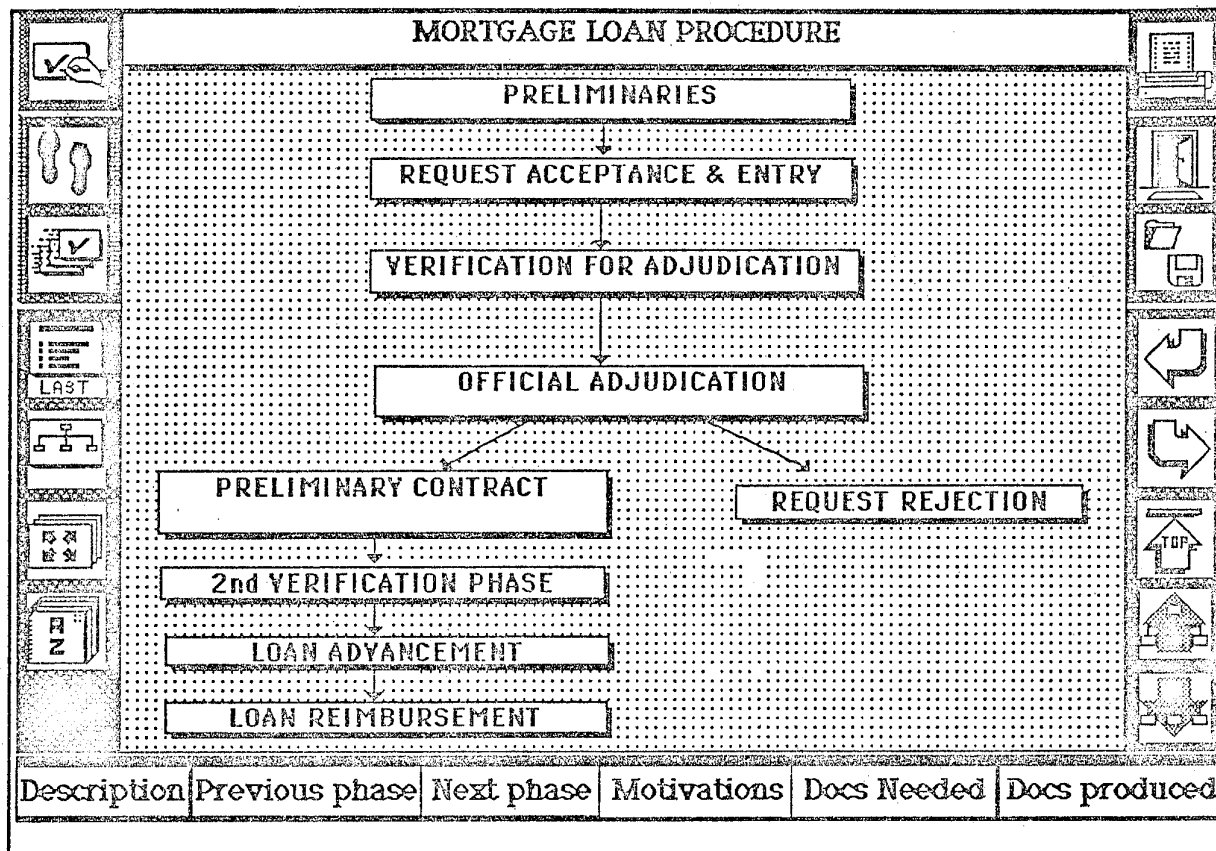 MORTGAGE LOAN PROCEDURE
PRELIMINARIES
REQUEST ACCEPTANCE & ENTRY
VERIFICATION FOR ADJUDICATION
LAST
OFFICIAL ADJUDICATION
PRELIMINARY CONTRACT
REQUEST REJECTION
TOP
2nd VERIFICATION PHASE
A
Z
LOAN ADVANCEMENT
LOAN REIMBURSEMENT
Description Previous phase Next phase Motivations Docs Needed Docs produced